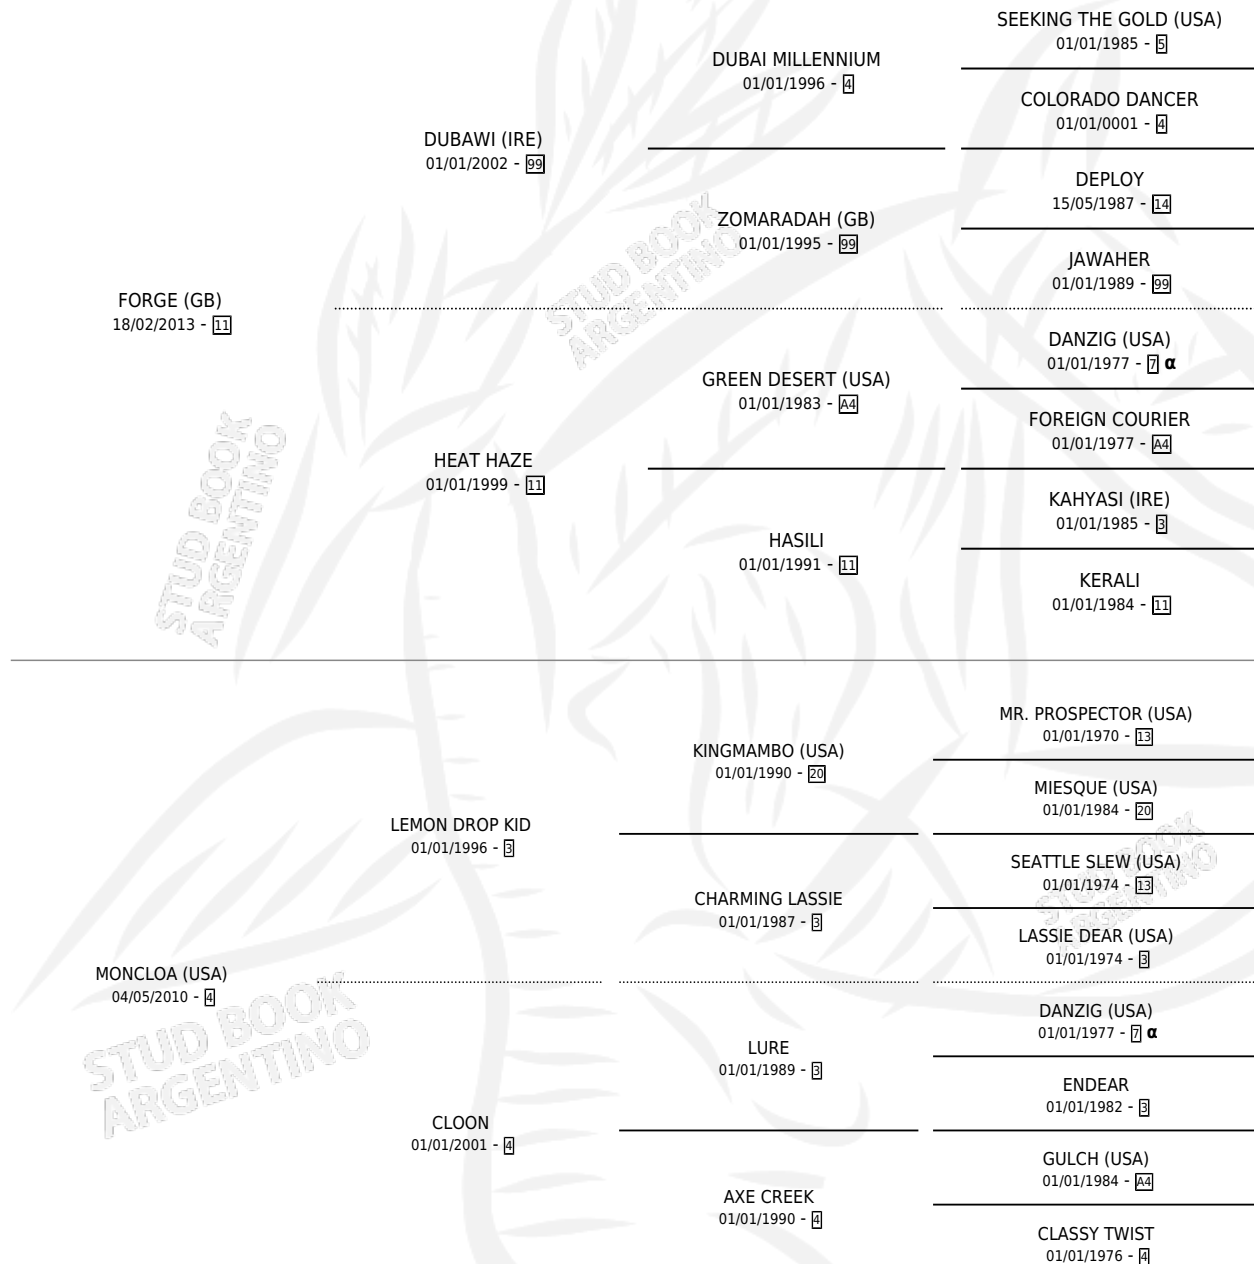 SEEKING THE GOLD (USA)
01/01/1985 - 5
DUBAI MILLENNIUM
01/01/1996 - 4
COLORADO DANCER
01/01/0001 - 4
DUBAWI (IRE)
01/01/2002 - 99
DEPLOY
15/05/1987 - 14
ZOMARADAH (GB)
01/01/1995 - 99
JAWAHER
01/01/1989 - 99
FORGE (GB)
18/02/2013 - 11
DANZIG (USA)
01/01/1977 - 7 α
GREEN DESERT (USA)
01/01/1983 - A4
FOREIGN COURIER
01/01/1977 - A4
HEAT HAZE
01/01/1999 - 11
KAHYASI (IRE)
01/01/1985 - 3
HASILI
01/01/1991 - 11
KERALI
01/01/1984 - 11
MR. PROSPECTOR (USA)
01/01/1970 - 13
KINGMAMBO (USA)
01/01/1990 - 20
MIESQUE (USA)
01/01/1984 - 20
LEMON DROP KID
01/01/1996 - 3
SEATTLE SLEW (USA)
01/01/1974 - 13
CHARMING LASSIE
01/01/1987 - 3
LASSIE DEAR (USA)
01/01/1974 - 3
MONCLOA (USA)
04/05/2010 - 4
DANZIG (USA)
01/01/1977 - 7 α
LURE
01/01/1989 - 3
ENDEAR
01/01/1982 - 3
CLOON
01/01/2001 - 4
GULCH (USA)
01/01/1984 - A4
AXE CREEK
01/01/1990 - 4
CLASSY TWIST
01/01/1976 - 4
STUD BOOK
ARGENTINO
STUD BOOK
ARGENTINO
STUD BOOK
ARGENTINO
STUD BOOK
ARGENTINO